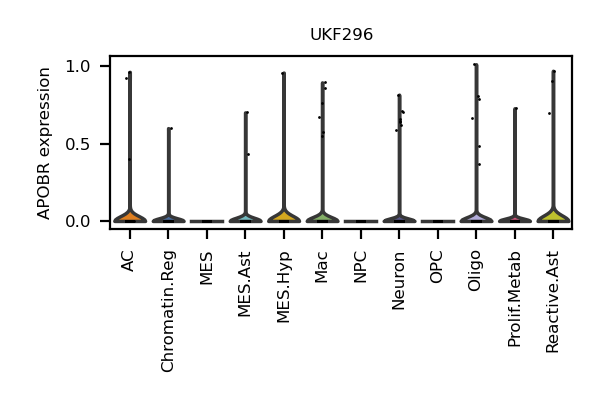 UKF296
APOBR expression
1.0
0.5
0.0
AC
Chromatin.Reg
MES
MES.Ast
MES.Hyp
Mac
NPC
Neuron
OPC
Oligo
Prolif.Metab
Reactive.Ast